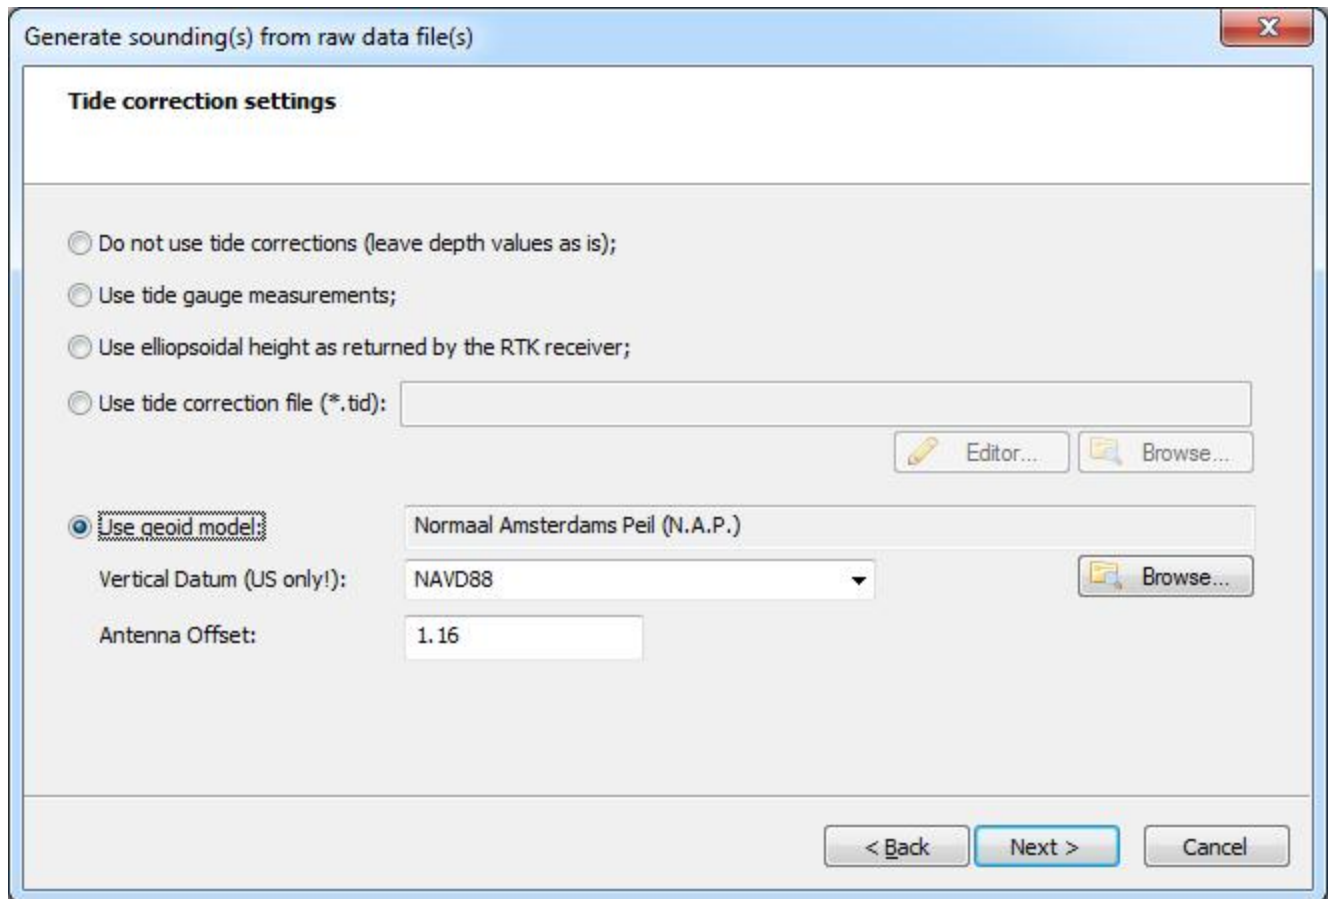 Generate sounding(s) from raw data file(s)
Tide correction settings
Do not use tide corrections (leave depth values as is);
Use tide gauge measurements;
Use elliopsoidal height as returned by the RTK receiver;
Use tide correction file (*.tid):
Editor... Browse...
Use geoid model: Normaal Amsterdams Peil (N.A.P.)
Vertical Datum (US only!): NAVD88 Browse...
Antenna Offset: 1.16
< Back Next > Cancel